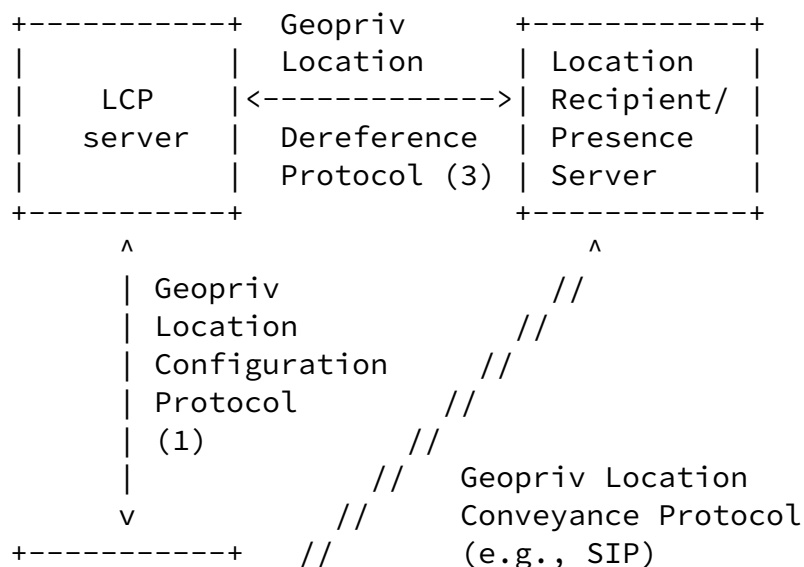 +-----------+  Geopriv       +------------+
|           |  Location      | Location   |
|    LCP    |<-------------->| Recipient/ |
|   server  |  Dereference   | Presence   |
|           |  Protocol (3)  | Server     |
+-----------+                +------------+
      ^                            ^
      | Geopriv                  //
      | Location               //
      | Configuration        //
      | Protocol           //
      | (1)              //
      |                //   Geopriv Location
      v              //     Conveyance Protocol
+-----------+      //       (e.g., SIP)